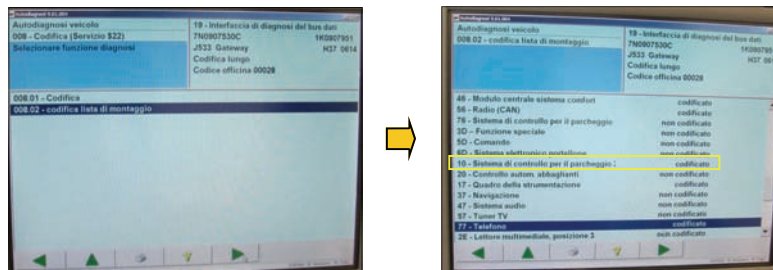 Autodiagnosi veicolo
008 - Codifica (Servizio $22)
Selezionare funzione diagnosi
19 - Interfaccia di diagnosi del bus dati
7N0907530C 1K0907951
J533 Gateway H37 0614
Codifica lungo
Codice officina 00028
008.01 - Codifica
008.02 - codifica lista di montaggio
Autodiagnosi veicolo
008.02 - codifica lista di montaggio
19 - Interfaccia di diagnosi del bus dati
7N0907530C
J533 Gateway
Codifica lungo
Codice officina 00028
46 - Modulo centrale sistema comfort codificato
56 - Radio (CAN) codificato
76 - Sistema di controllo per il parcheggio non codificato
3D - Funzione speciale non codificato
5D - Comando non codificato
6D - Sistema elettronico portellone non codificato
10 - Sistema di controllo per il parcheggio 2 codificato
20 - Controllo autom. abbaglianti non codificato
17 - Quadro della strumentazione codificato
37 - Navigazione non codificato
47 - Sistema audio non codificato
57 - Tuner TV non codificato
77 - Telefono codificato
2E - Lettore multimediale, posizione 3 non codificato